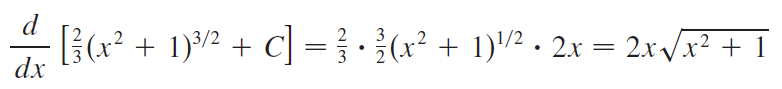 d/dx [2/3(x² + 1)^{3/2} + C] = 2/3 · 3/2(x² + 1)^{1/2} · 2x = 2x√(x² + 1)